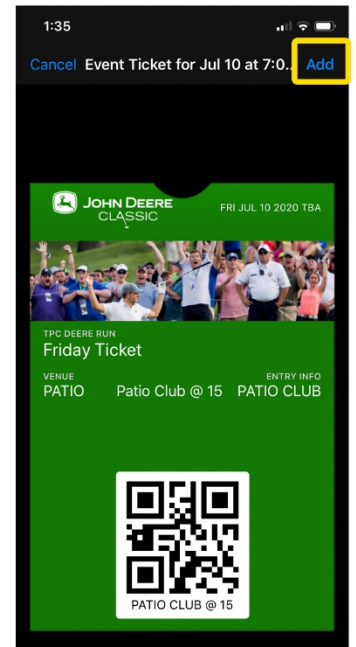 1:35
Cancel Event Ticket for Jul 10 at 7:0... Add
JOHN DEERE
CLASSIC
FRI JUL 10 2020 TBA
TPC DEERE RUN
Friday Ticket
VENUE
ENTRY INFO
PATIO Patio Club @ 15 PATIO CLUB
PATIO CLUB @ 15